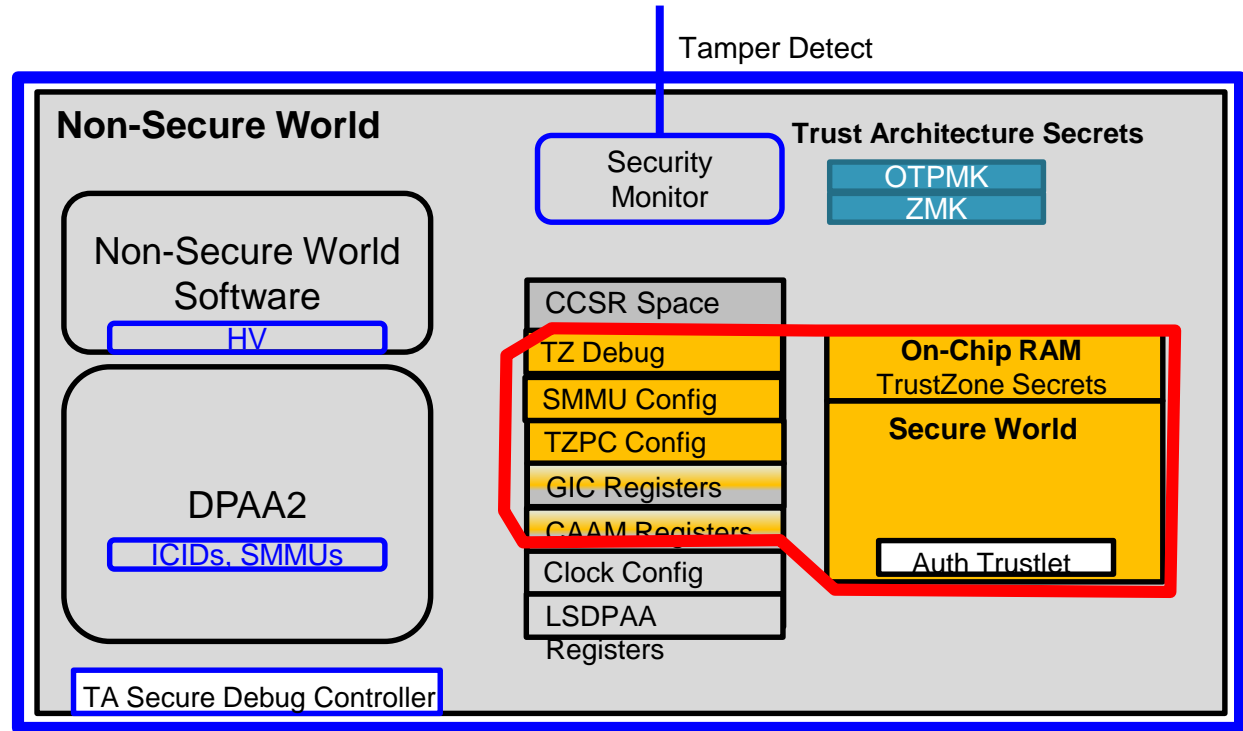 Tamper Detect
Non-Secure World
Security
Monitor
Trust Architecture Secrets
OTPMK
ZMK
Non-Secure World
Software
HV
DPAA2
ICIDs, SMMUs
TA Secure Debug Controller
CCSR Space
TZ Debug
SMMU Config
TZPC Config
GIC Registers
CAAM Registers
Clock Config
LSDPAA
Registers
On-Chip RAM
TrustZone Secrets
Secure World
Auth Trustlet